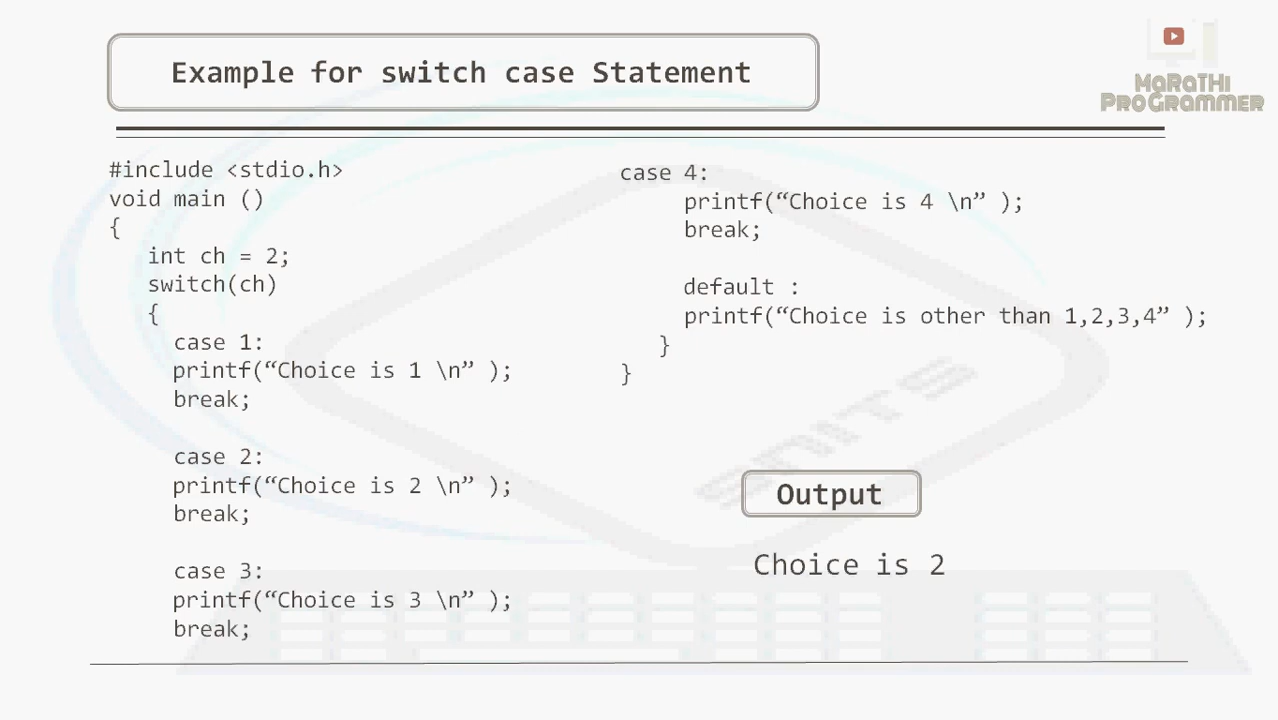 Example for switch case Statement
MaRaTHi
ProGrammer
#include <stdio.h>
void main ()
{
int ch = 2;
switch(ch)
{
case 1:
printf(“Choice is 1 \n” );
break;
case 2:
printf(“Choice is 2 \n” );
break;
case 3:
printf(“Choice is 3 \n” );
break;
case 4:
printf(“Choice is 4 \n” );
break;
default :
printf(“Choice is other than 1,2,3,4” );
}
}
SNITS
Output
Choice is 2